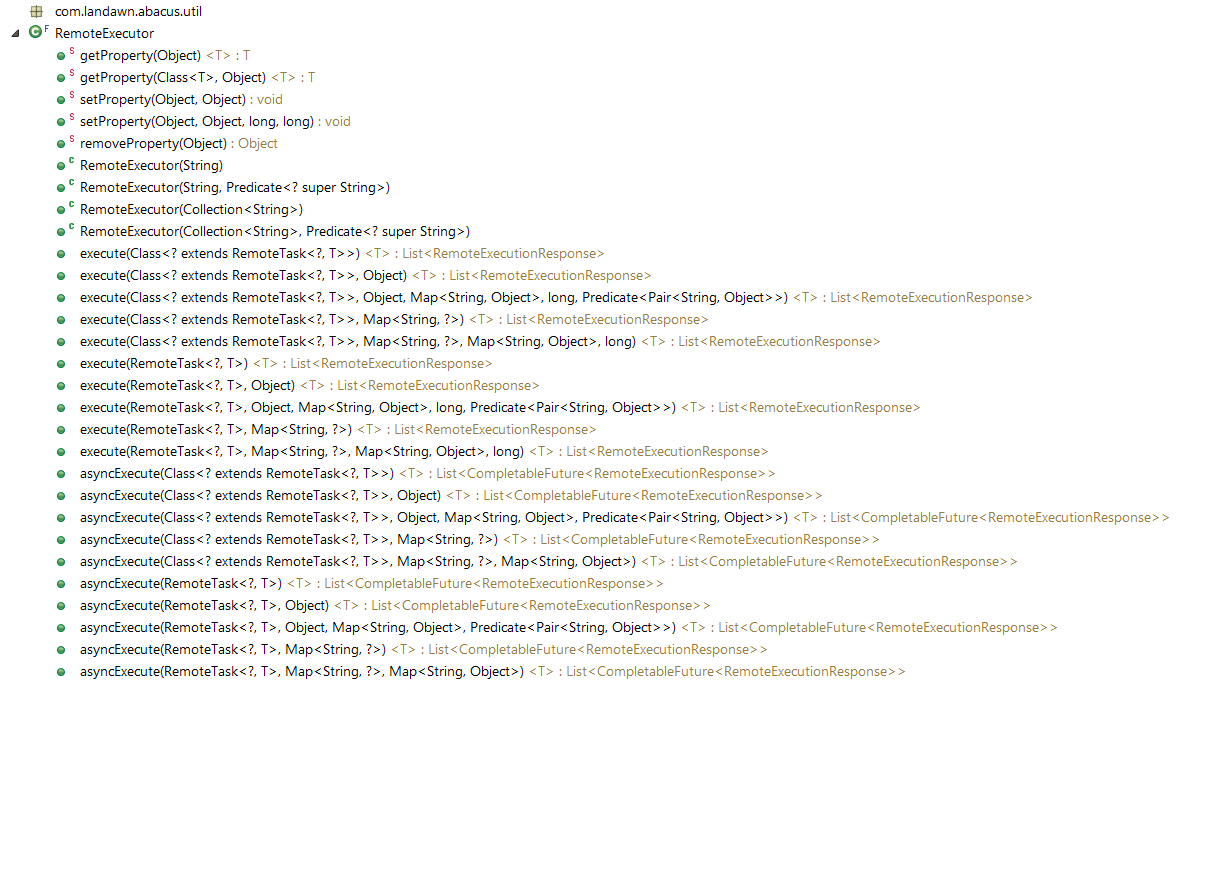 com.landawn.abacus.util
C F RemoteExecutor
S getProperty(Object) <T> : T
S getProperty(Class<T>, Object) <T> : T
S setProperty(Object, Object) : void
S setProperty(Object, Object, long, long) : void
S removeProperty(Object) : Object
C RemoteExecutor(String)
C RemoteExecutor(String, Predicate<? super String>)
C RemoteExecutor(Collection<String>)
C RemoteExecutor(Collection<String>, Predicate<? super String>)
execute(Class<? extends RemoteTask<?, T>>) <T> : List<RemoteExecutionResponse>
execute(Class<? extends RemoteTask<?, T>>, Object) <T> : List<RemoteExecutionResponse>
execute(Class<? extends RemoteTask<?, T>>, Object, Map<String, Object>, long, Predicate<Pair<String, Object>>) <T> : List<RemoteExecutionResponse>
execute(Class<? extends RemoteTask<?, T>>, Map<String, ?>) <T> : List<RemoteExecutionResponse>
execute(Class<? extends RemoteTask<?, T>>, Map<String, ?>, Map<String, Object>, long) <T> : List<RemoteExecutionResponse>
execute(RemoteTask<?, T>) <T> : List<RemoteExecutionResponse>
execute(RemoteTask<?, T>, Object) <T> : List<RemoteExecutionResponse>
execute(RemoteTask<?, T>, Object, Map<String, Object>, long, Predicate<Pair<String, Object>>) <T> : List<RemoteExecutionResponse>
execute(RemoteTask<?, T>, Map<String, ?>) <T> : List<RemoteExecutionResponse>
execute(RemoteTask<?, T>, Map<String, ?>, Map<String, Object>, long) <T> : List<RemoteExecutionResponse>
asyncExecute(Class<? extends RemoteTask<?, T>>) <T> : List<CompletableFuture<RemoteExecutionResponse>>
asyncExecute(Class<? extends RemoteTask<?, T>>, Object) <T> : List<CompletableFuture<RemoteExecutionResponse>>
asyncExecute(Class<? extends RemoteTask<?, T>>, Object, Map<String, Object>, Predicate<Pair<String, Object>>) <T> : List<CompletableFuture<RemoteExecutionResponse>>
asyncExecute(Class<? extends RemoteTask<?, T>>, Map<String, ?>) <T> : List<CompletableFuture<RemoteExecutionResponse>>
asyncExecute(Class<? extends RemoteTask<?, T>>, Map<String, ?>, Map<String, Object>) <T> : List<CompletableFuture<RemoteExecutionResponse>>
asyncExecute(RemoteTask<?, T>) <T> : List<CompletableFuture<RemoteExecutionResponse>>
asyncExecute(RemoteTask<?, T>, Object) <T> : List<CompletableFuture<RemoteExecutionResponse>>
asyncExecute(RemoteTask<?, T>, Object, Map<String, Object>, Predicate<Pair<String, Object>>) <T> : List<CompletableFuture<RemoteExecutionResponse>>
asyncExecute(RemoteTask<?, T>, Map<String, ?>) <T> : List<CompletableFuture<RemoteExecutionResponse>>
asyncExecute(RemoteTask<?, T>, Map<String, ?>, Map<String, Object>) <T> : List<CompletableFuture<RemoteExecutionResponse>>